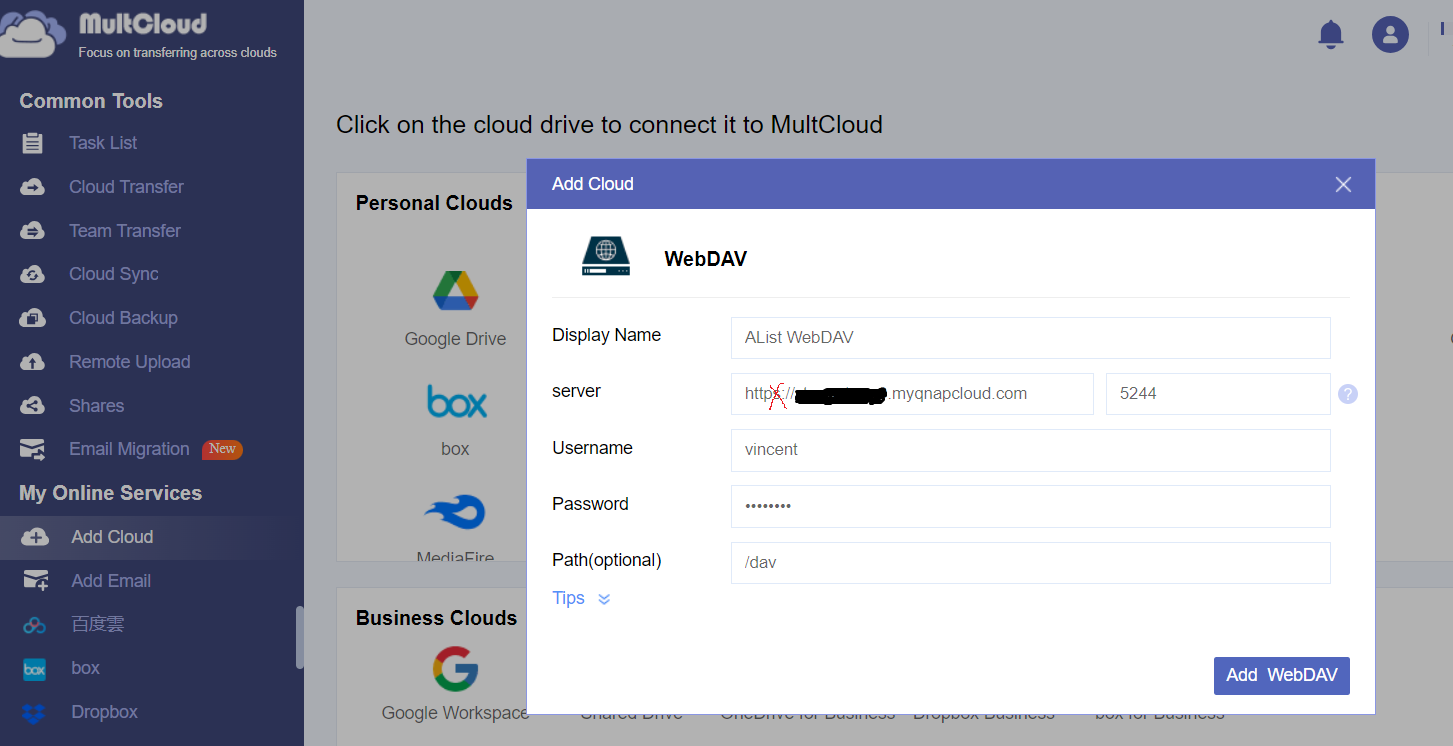 MultCloud
Focus on transferring across clouds
Common Tools
Task List
Cloud Transfer
Team Transfer
Cloud Sync
Cloud Backup
Remote Upload
Shares
Email Migration New
My Online Services
Add Cloud
Add Email
百度雲
box
Dropbox
Click on the cloud drive to connect it to MultCloud
Personal Clouds
Google Drive
box
box
MediaFire
Business Clouds
Google Workspace
Shared Drive
OneDrive for Business
Dropbox Business
box for Business
Add Cloud
WebDAV
Display Name AList WebDAV
server https:// .myqnapcloud.com 5244 ?
Username vincent
Password ••••••••
Path(optional) /dav
Tips
Add WebDAV